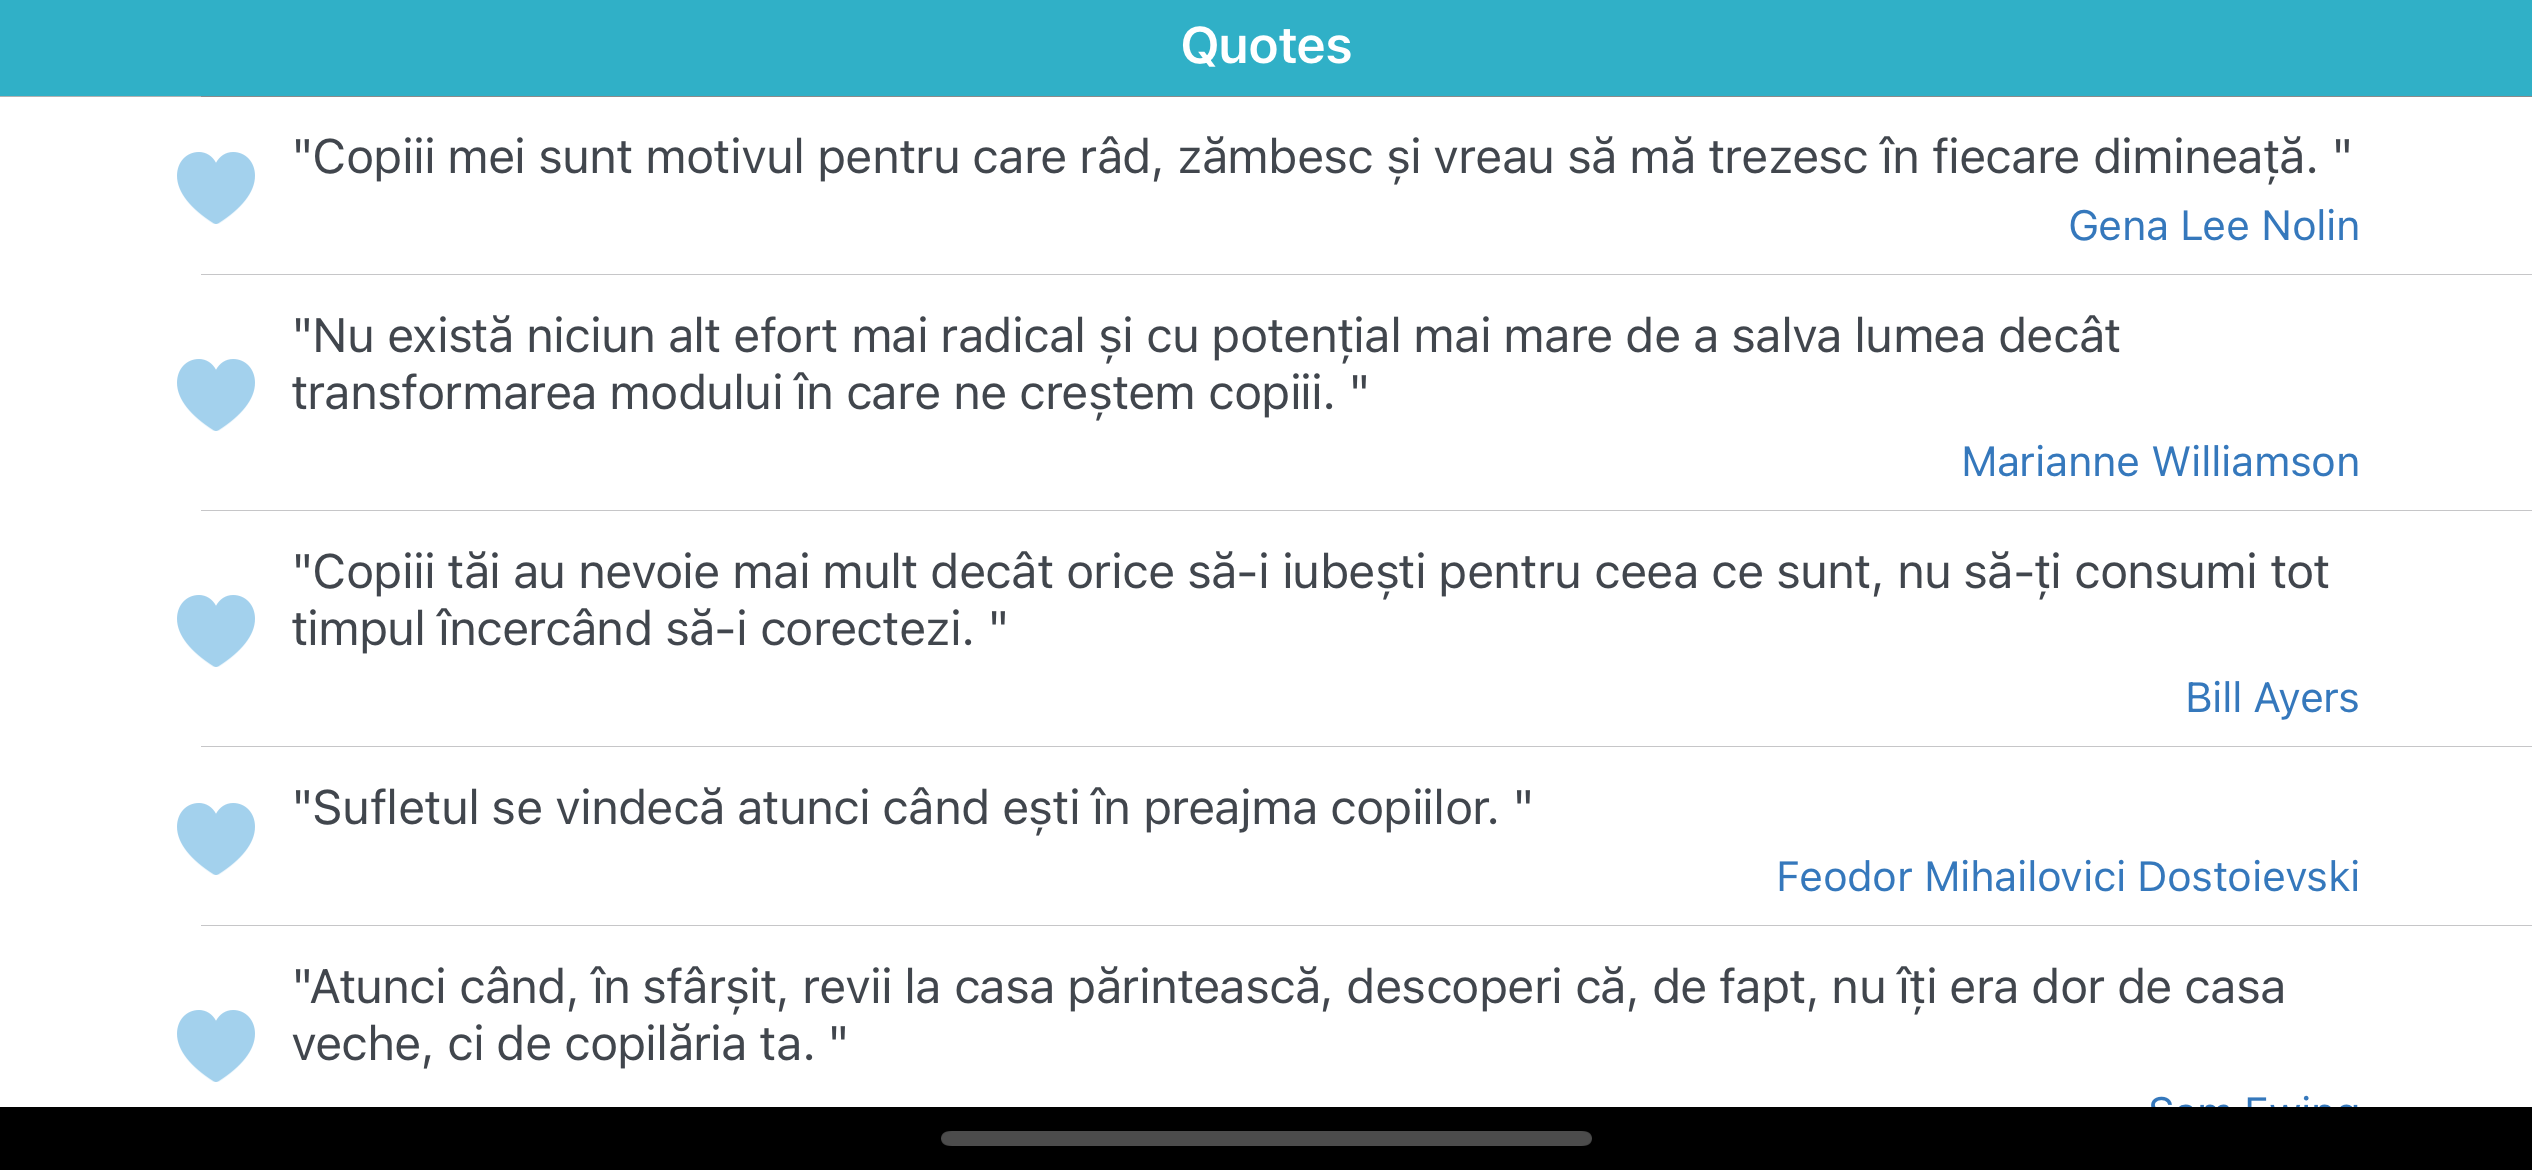 Quotes
"Copiii mei sunt motivul pentru care râd, zămbesc și vreau să mă trezesc în fiecare dimineață. "
Gena Lee Nolin
"Nu există niciun alt efort mai radical și cu potențial mai mare de a salva lumea decât
transformarea modului în care ne creștem copiii. "
Marianne Williamson
"Copiii tăi au nevoie mai mult decât orice să-i iubești pentru ceea ce sunt, nu să-ți consumi tot
timpul încercând să-i corectezi. "
Bill Ayers
"Sufletul se vindecă atunci când ești în preajma copiilor. "
Feodor Mihailovici Dostoievski
"Atunci când, în sfârșit, revii la casa părintească, descoperi că, de fapt, nu îți era dor de casa
veche, ci de copilăria ta. "
Sam Ewing